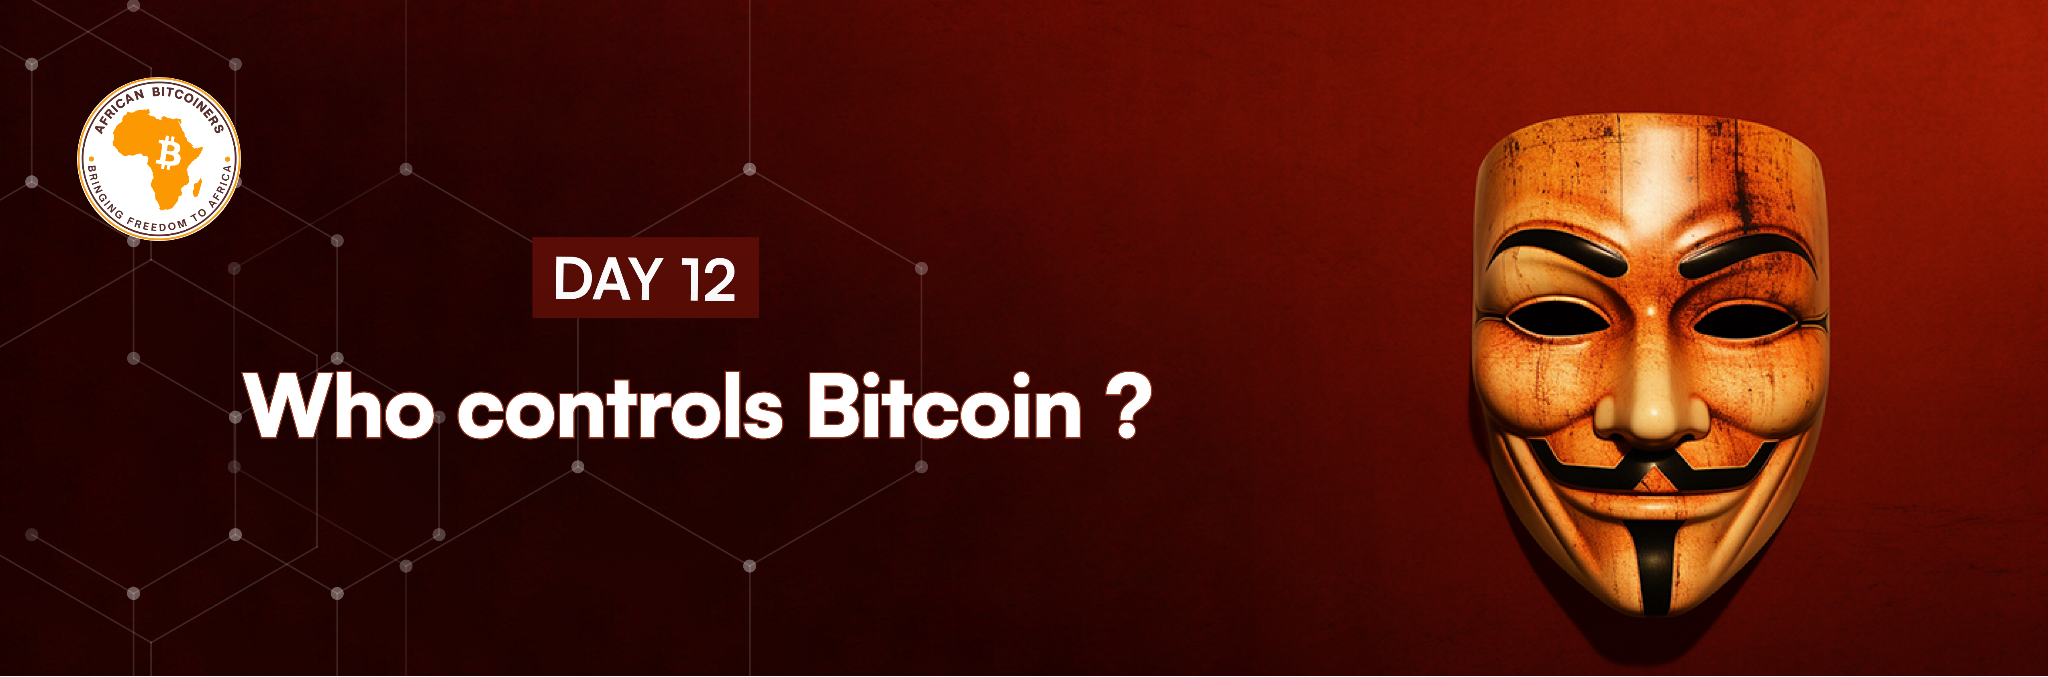 AFRICAN BITCOINERS
BRINGING FREEDOM TO AFRICA
DAY 12
Who controls Bitcoin ?